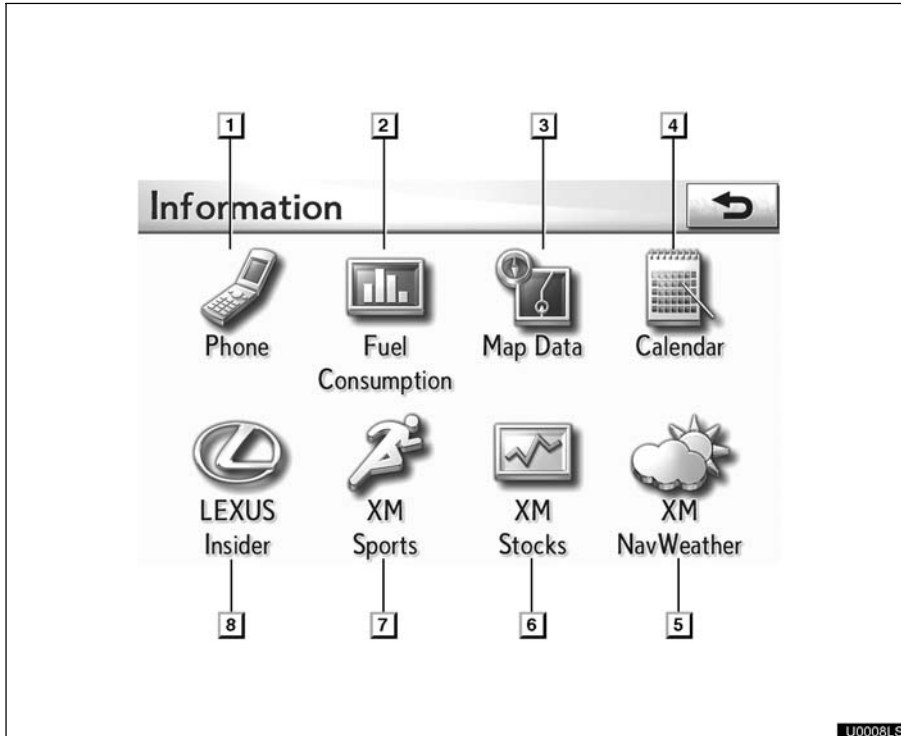 1 2 3 4
Information
Phone Fuel Consumption Map Data Calendar
LEXUS Insider XM Sports XM Stocks XM NavWeather
8 7 6 5
U0008LS